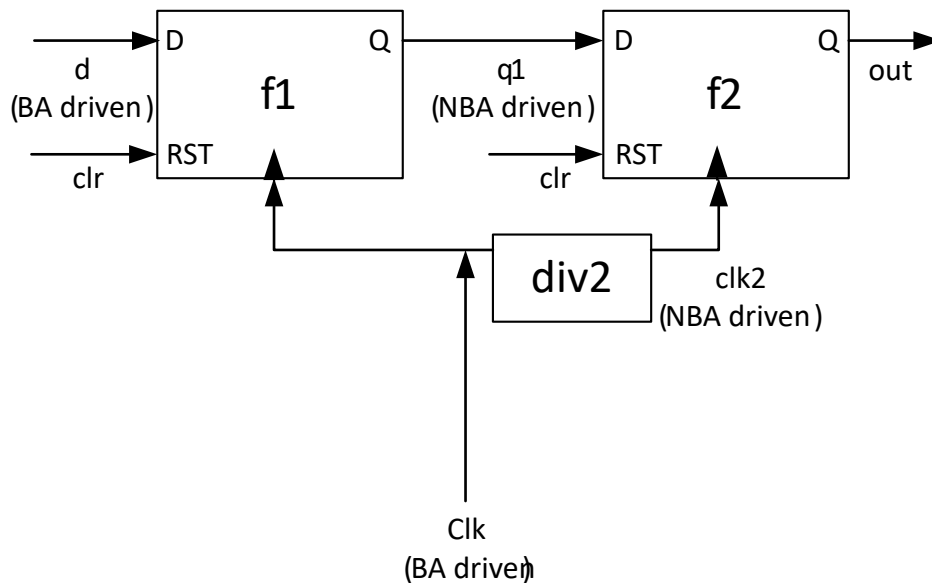 D
Q
f1
RST
d
(BA driven)
clr
q1
(NBA driven)
D
Q
f2
RST
clr
out
div2
clk2
(NBA driven)
Clk
(BA driven)